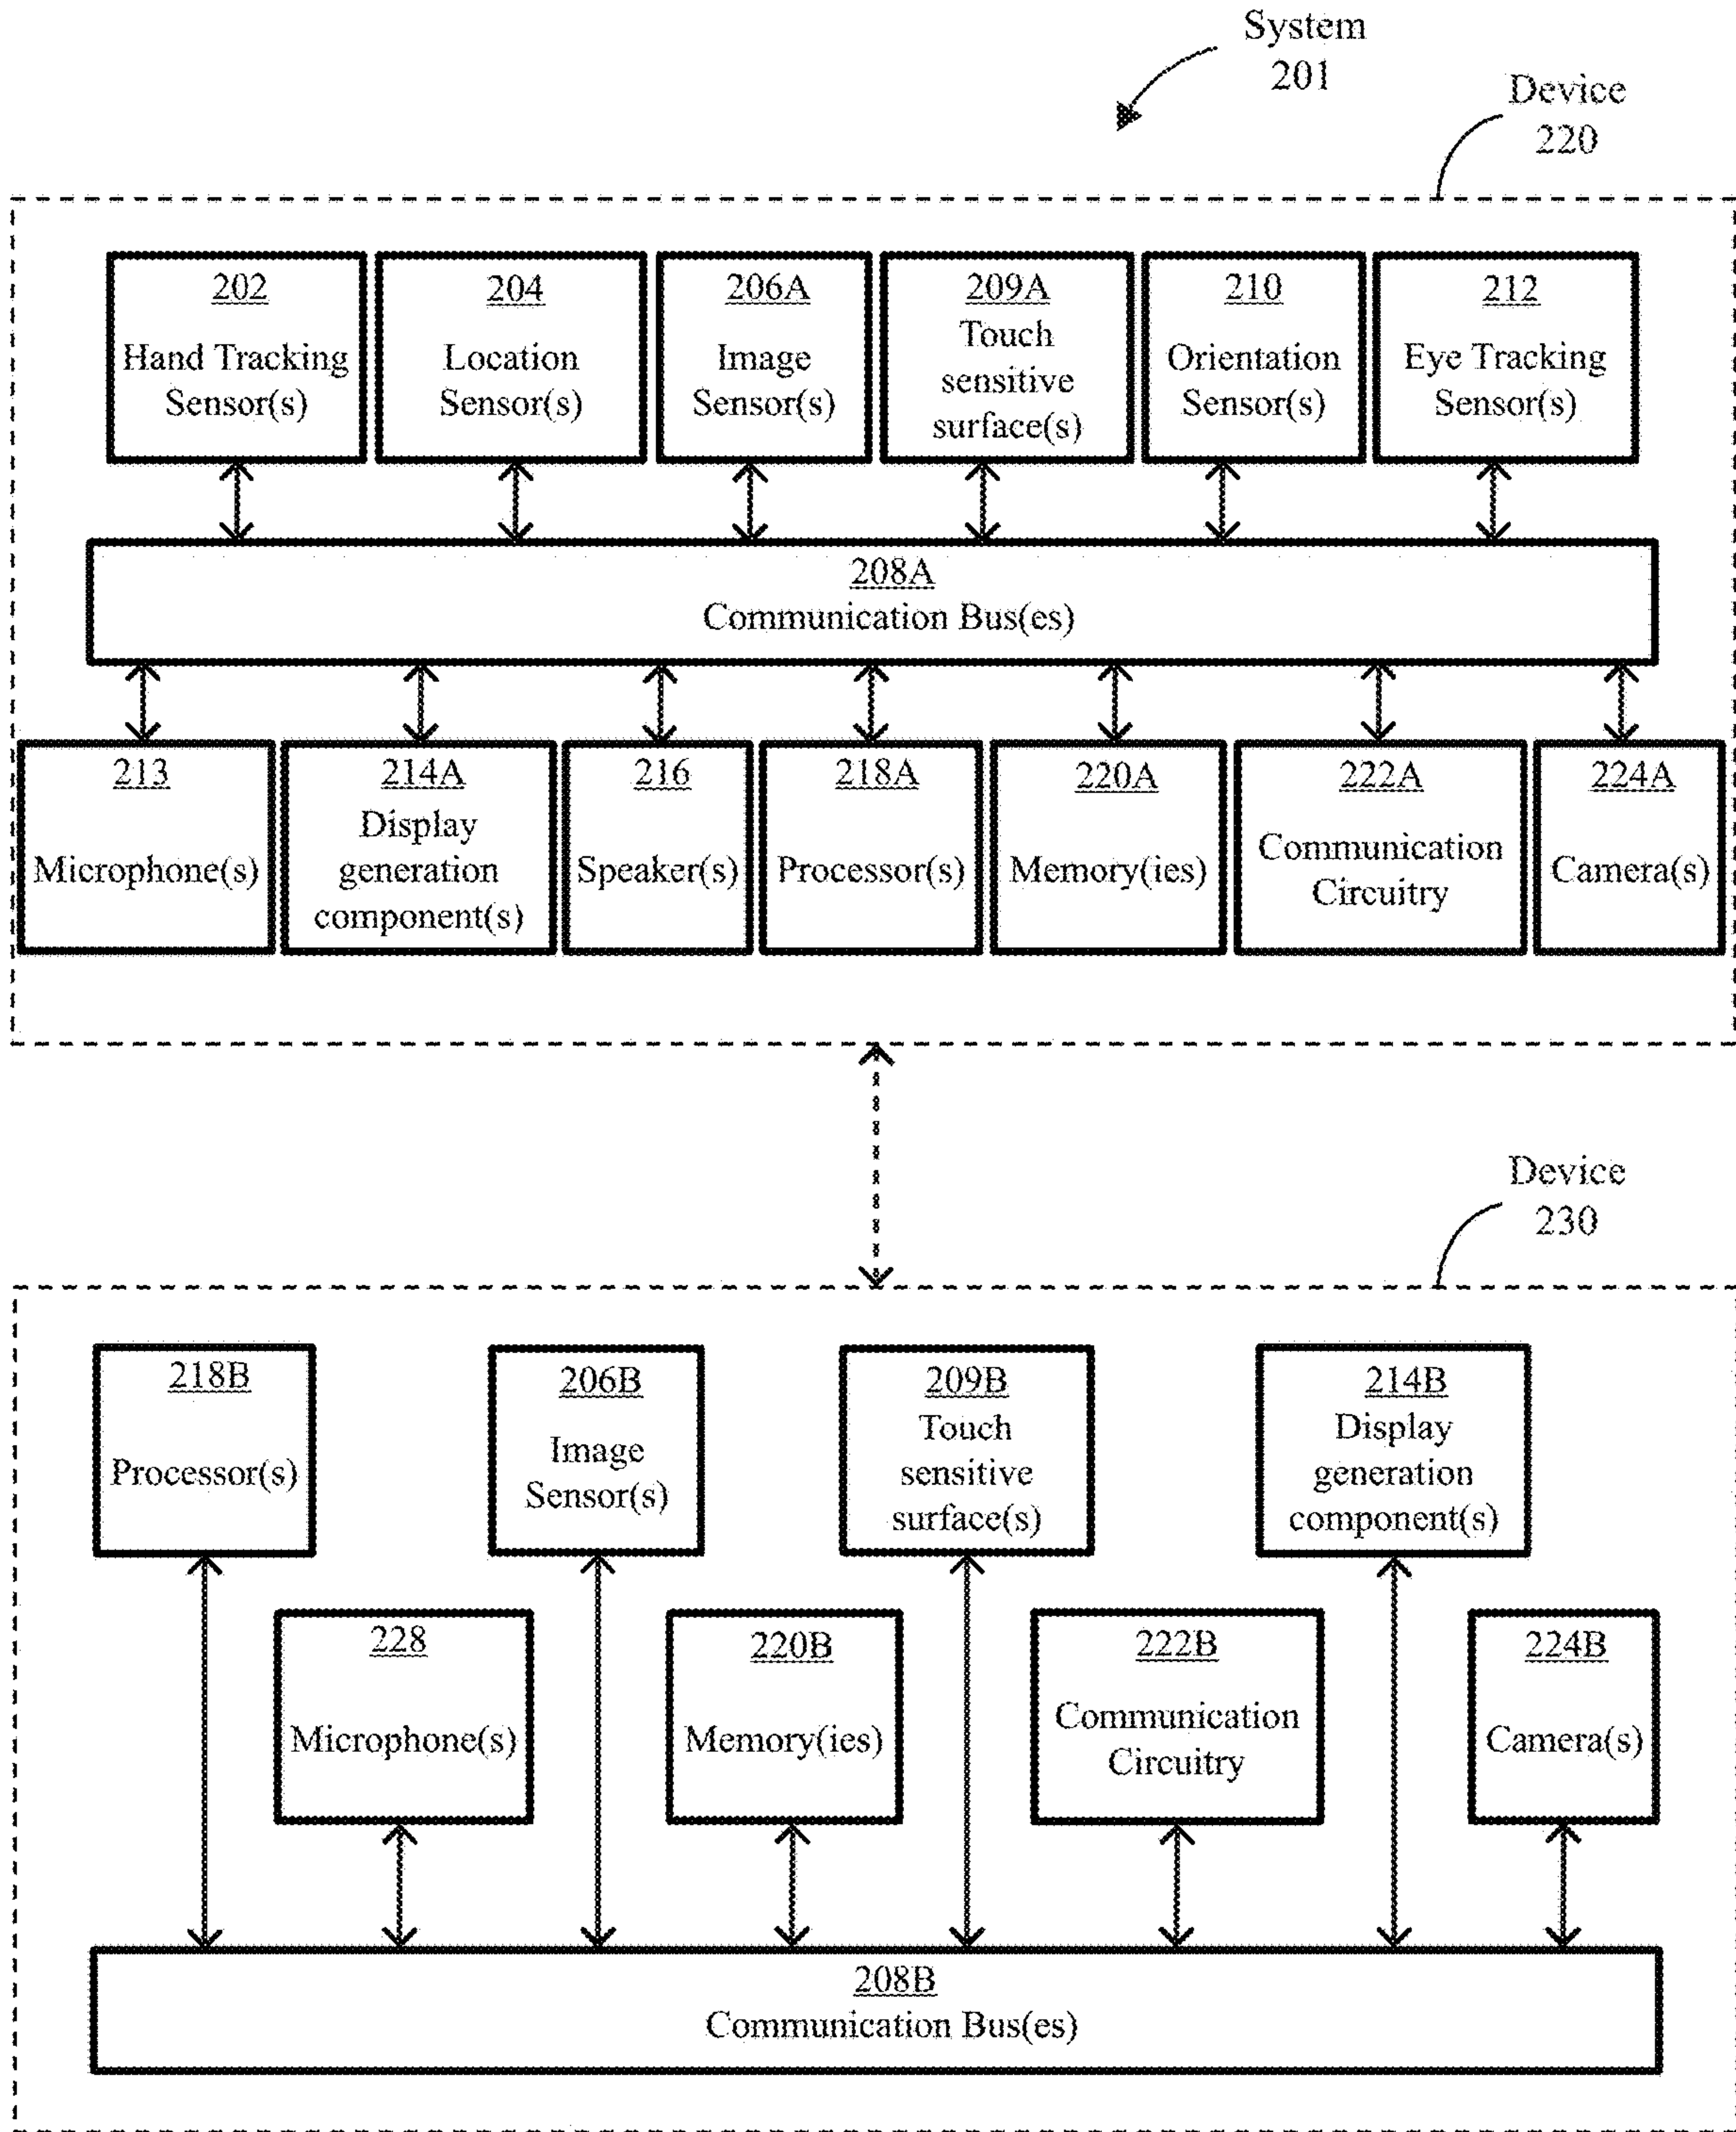 System
201
Device
220
202
Hand Tracking
Sensor(s)
204
Location
Sensor(s)
206A
Image
Sensor(s)
209A
Touch
sensitive
surface(s)
210
Orientation
Sensor(s)
212
Eye Tracking
Sensor(s)
208A
Communication Bus(es)
213
Microphone(s)
214A
Display
generation
component(s)
216
Speaker(s)
218A
Processor(s)
220A
Memory(ies)
222A
Communication
Circuitry
224A
Camera(s)
Device
230
218B
Processor(s)
206B
Image
Sensor(s)
209B
Touch
sensitive
surface(s)
214B
Display
generation
component(s)
228
Microphone(s)
220B
Memory(ies)
222B
Communication
Circuitry
224B
Camera(s)
208B
Communication Bus(es)